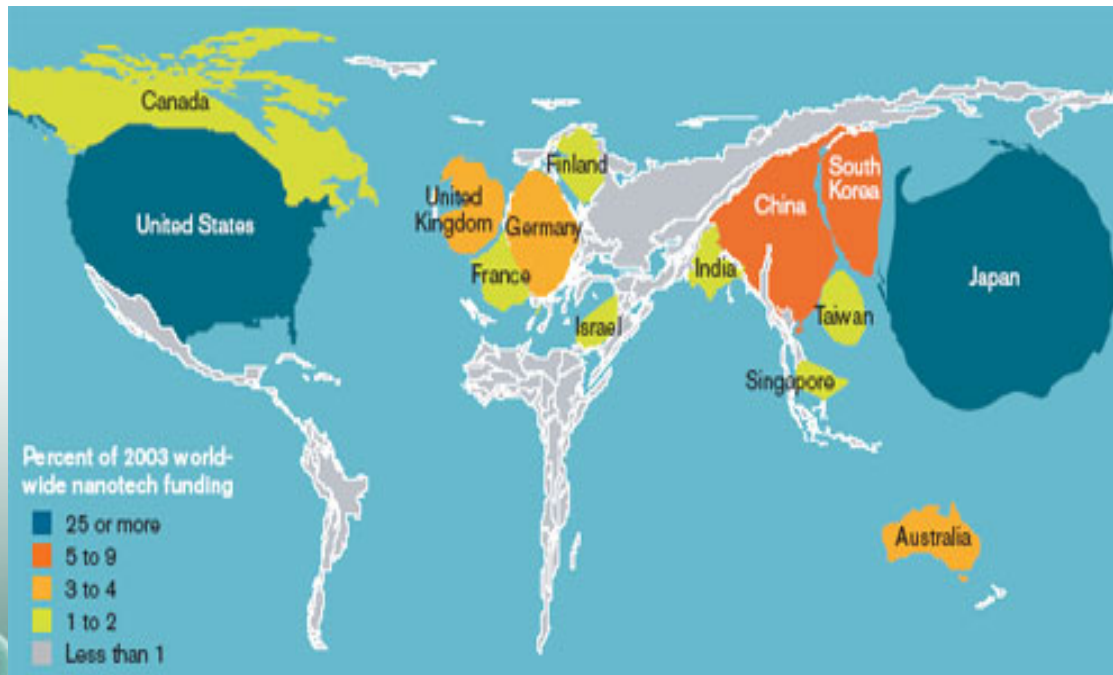 Canada
United States
Finland
United
Kingdom
Germany
France
Israel
India
China
South
Korea
Taiwan
Singapore
Japan
Australia
Percent of 2003 world-
wide nanotech funding
25 or more
5 to 9
3 to 4
1 to 2
Less than 1